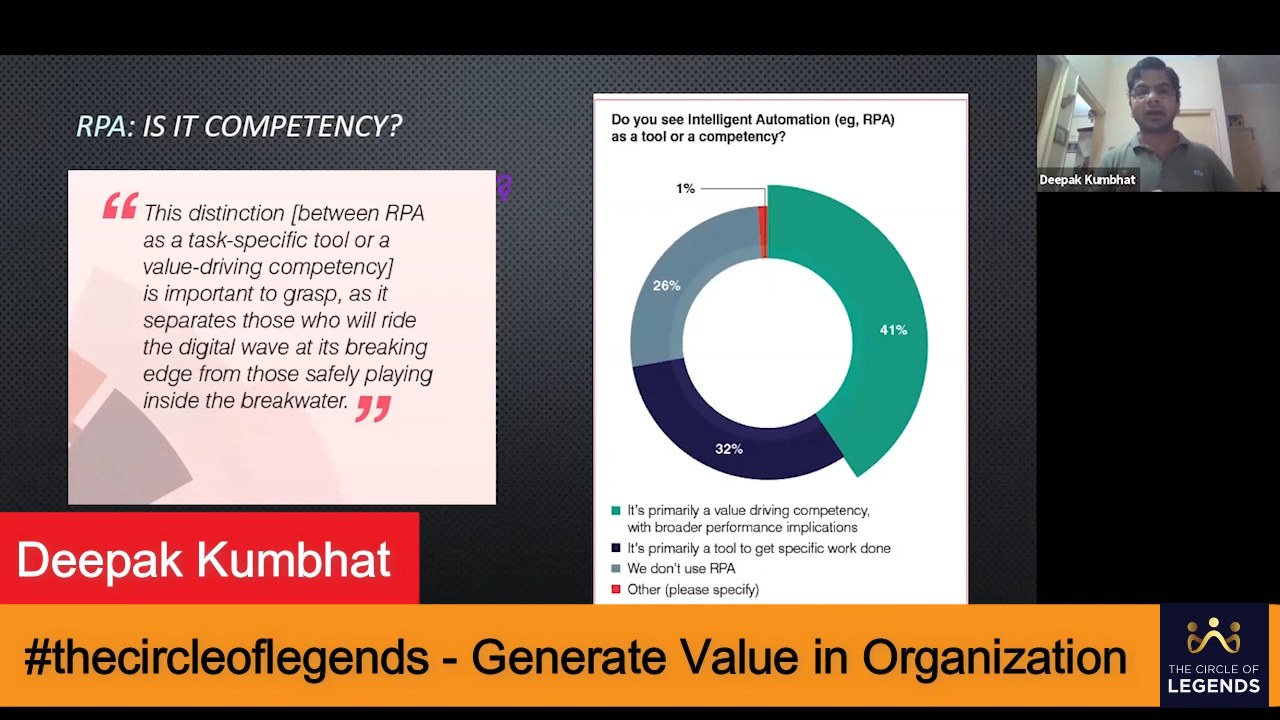 RPA: IS IT COMPETENCY?
“ This distinction [between RPA
as a task-specific tool or a
value-driving competency]
is important to grasp, as it
separates those who will ride
the digital wave at its breaking
edge from those safely playing
inside the breakwater. ”
?
Do you see Intelligent Automation (eg, RPA)
as a tool or a competency?
1%
26%
41%
32%
It's primarily a value driving competency,
with broader performance implications
It's primarily a tool to get specific work done
We don't use RPA
Other (please specify)
Deepak Kumbhat
Deepak Kumbhat
#thecircleoflegends - Generate Value in Organization
THE CIRCLE OF
LEGENDS